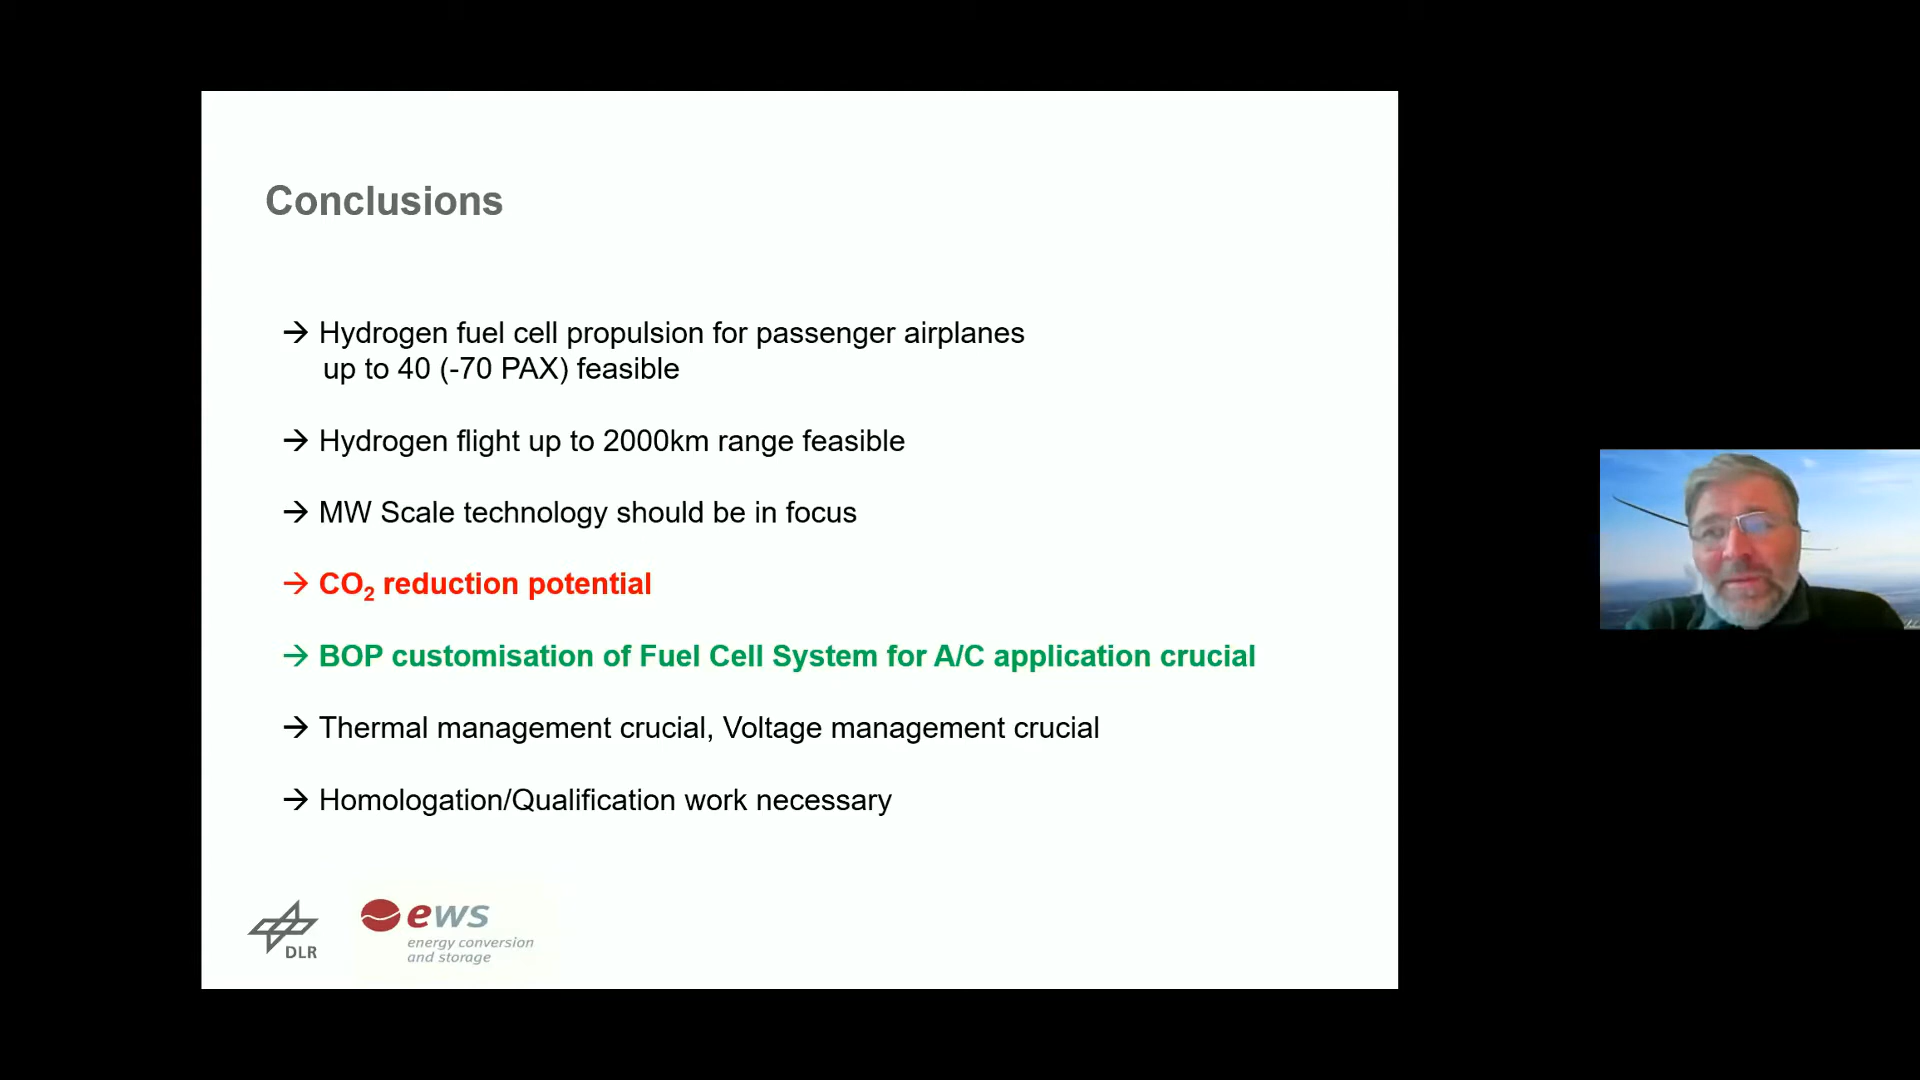 Conclusions
→ Hydrogen fuel cell propulsion for passenger airplanes
up to 40 (-70 PAX) feasible
→ Hydrogen flight up to 2000km range feasible
→ MW Scale technology should be in focus
→ CO₂ reduction potential
→ BOP customisation of Fuel Cell System for A/C application crucial
→ Thermal management crucial, Voltage management crucial
→ Homologation/Qualification work necessary
DLR
ews
energy conversion
and storage